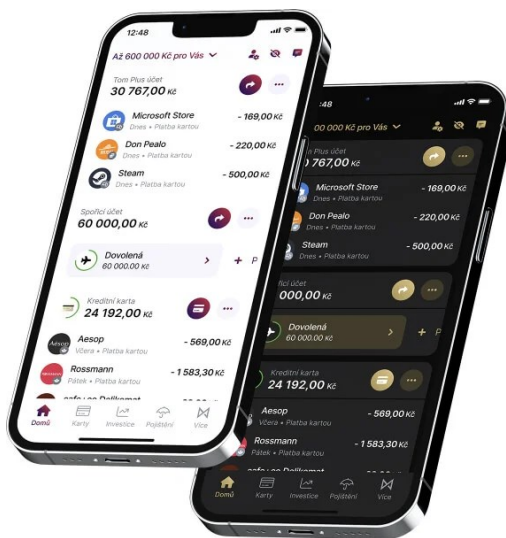 12:48
Až 600 000 Kč pro Vás
Tom Plus účet
30 767,00 Kč
Microsoft Store
- 169,00 Kč
Dnes • Platba kartou
Don Pealo
- 220,00 Kč
Dnes • Platba kartou
Steam
- 500,00 Kč
Dnes • Platba kartou
Spořicí účet
60 000,00 Kč
Dovolená
60 000.00 Kč
+ P
Kreditní karta
24 192,00 Kč
Aesop
Aesop
- 569,00 Kč
Včera • Platba kartou
Rossmann
- 1 583,30 Kč
Pátek • Platba kartou
Domů
Karty
Investice
Pojištění
Více
:48
00 000 Kč pro Vás
Plus účet
767,00 Kč
Microsoft Store
- 169,00 Kč
Dnes • Platba kartou
Don Pealo
- 220,00 Kč
Dnes • Platba kartou
Steam
- 500,00 Kč
Dnes • Platba kartou
účet
000,00 Kč
Dovolená
60 000.00 Kč
+ P
Kreditní karta
24 192,00 Kč
Aesop
- 569,00 Kč
Včera • Platba kartou
Rossmann
- 1 583,30 Kč
Pátek • Platba kartou
Domů
Karty
Investice
Pojištění
Více